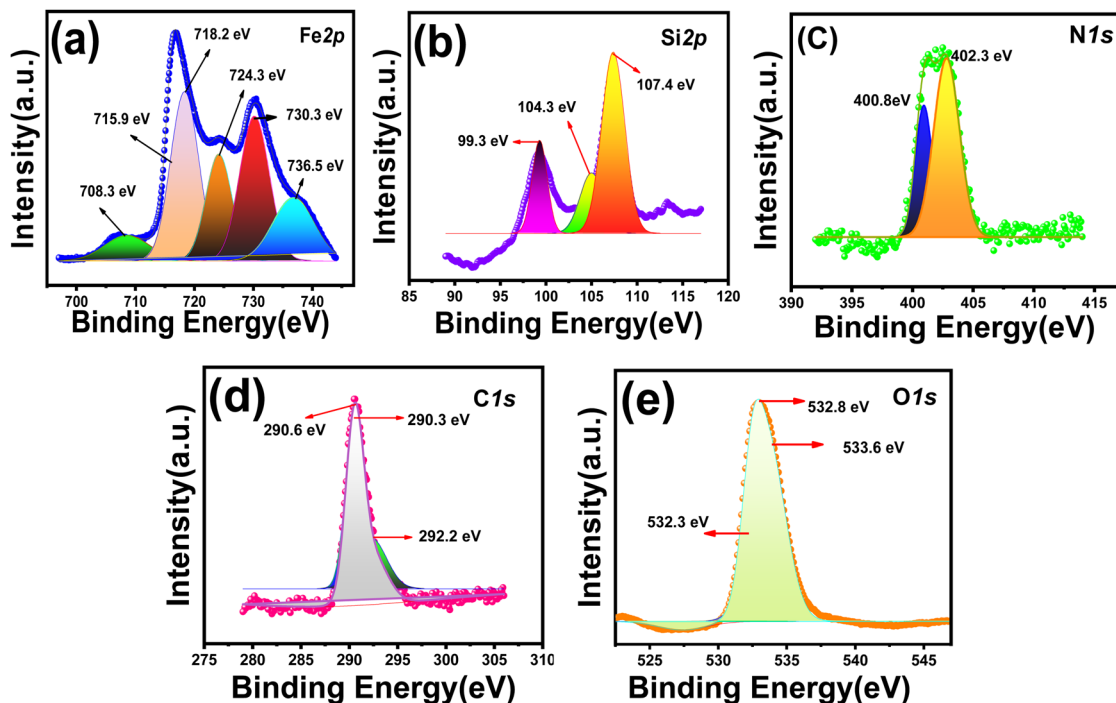 (a)
Fe2p
718.2 eV
724.3 eV
715.9 eV
730.3 eV
736.5 eV
708.3 eV
Intensity(a.u.)
700 710 720 730 740
Binding Energy(eV)
(b)
Si2p
107.4 eV
104.3 eV
99.3 eV
Intensity(a.u.)
85 90 95 100 105 110 115 120
Binding Energy(eV)
(C)
N1s
402.3 eV
400.8eV
Intensity(a.u.)
390 395 400 405 410 415
Binding Energy(eV)
(d)
C1s
290.6 eV
290.3 eV
292.2 eV
Intensity(a.u.)
275 280 285 290 295 300 305 310
Binding Energy(eV)
(e)
O1s
532.8 eV
533.6 eV
532.3 eV
Intensity(a.u.)
525 530 535 540 545
Binding Energy(eV)